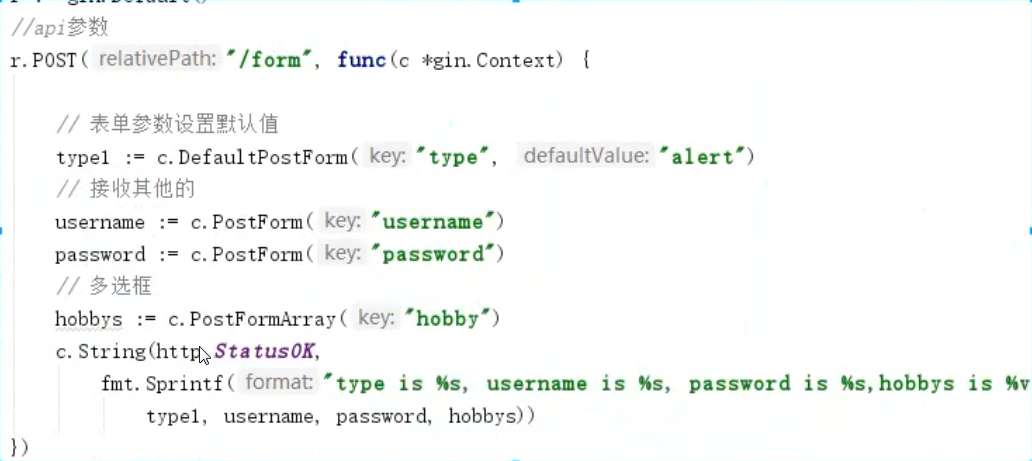 //api参数
r.POST( relativePath: "/form", func(c *gin.Context) {
// 表单参数设置默认值
type1 := c.DefaultPostForm( key: "type", defaultValue: "alert")
// 接收其他的
username := c.PostForm( key: "username")
password := c.PostForm( key: "password")
// 多选框
hobbys := c.PostFormArray( key: "hobby")
c.String(http.StatusOK,
fmt.Sprintf( format: "type is %s, username is %s, password is %s,hobbys is %v
type1, username, password, hobbys))
})